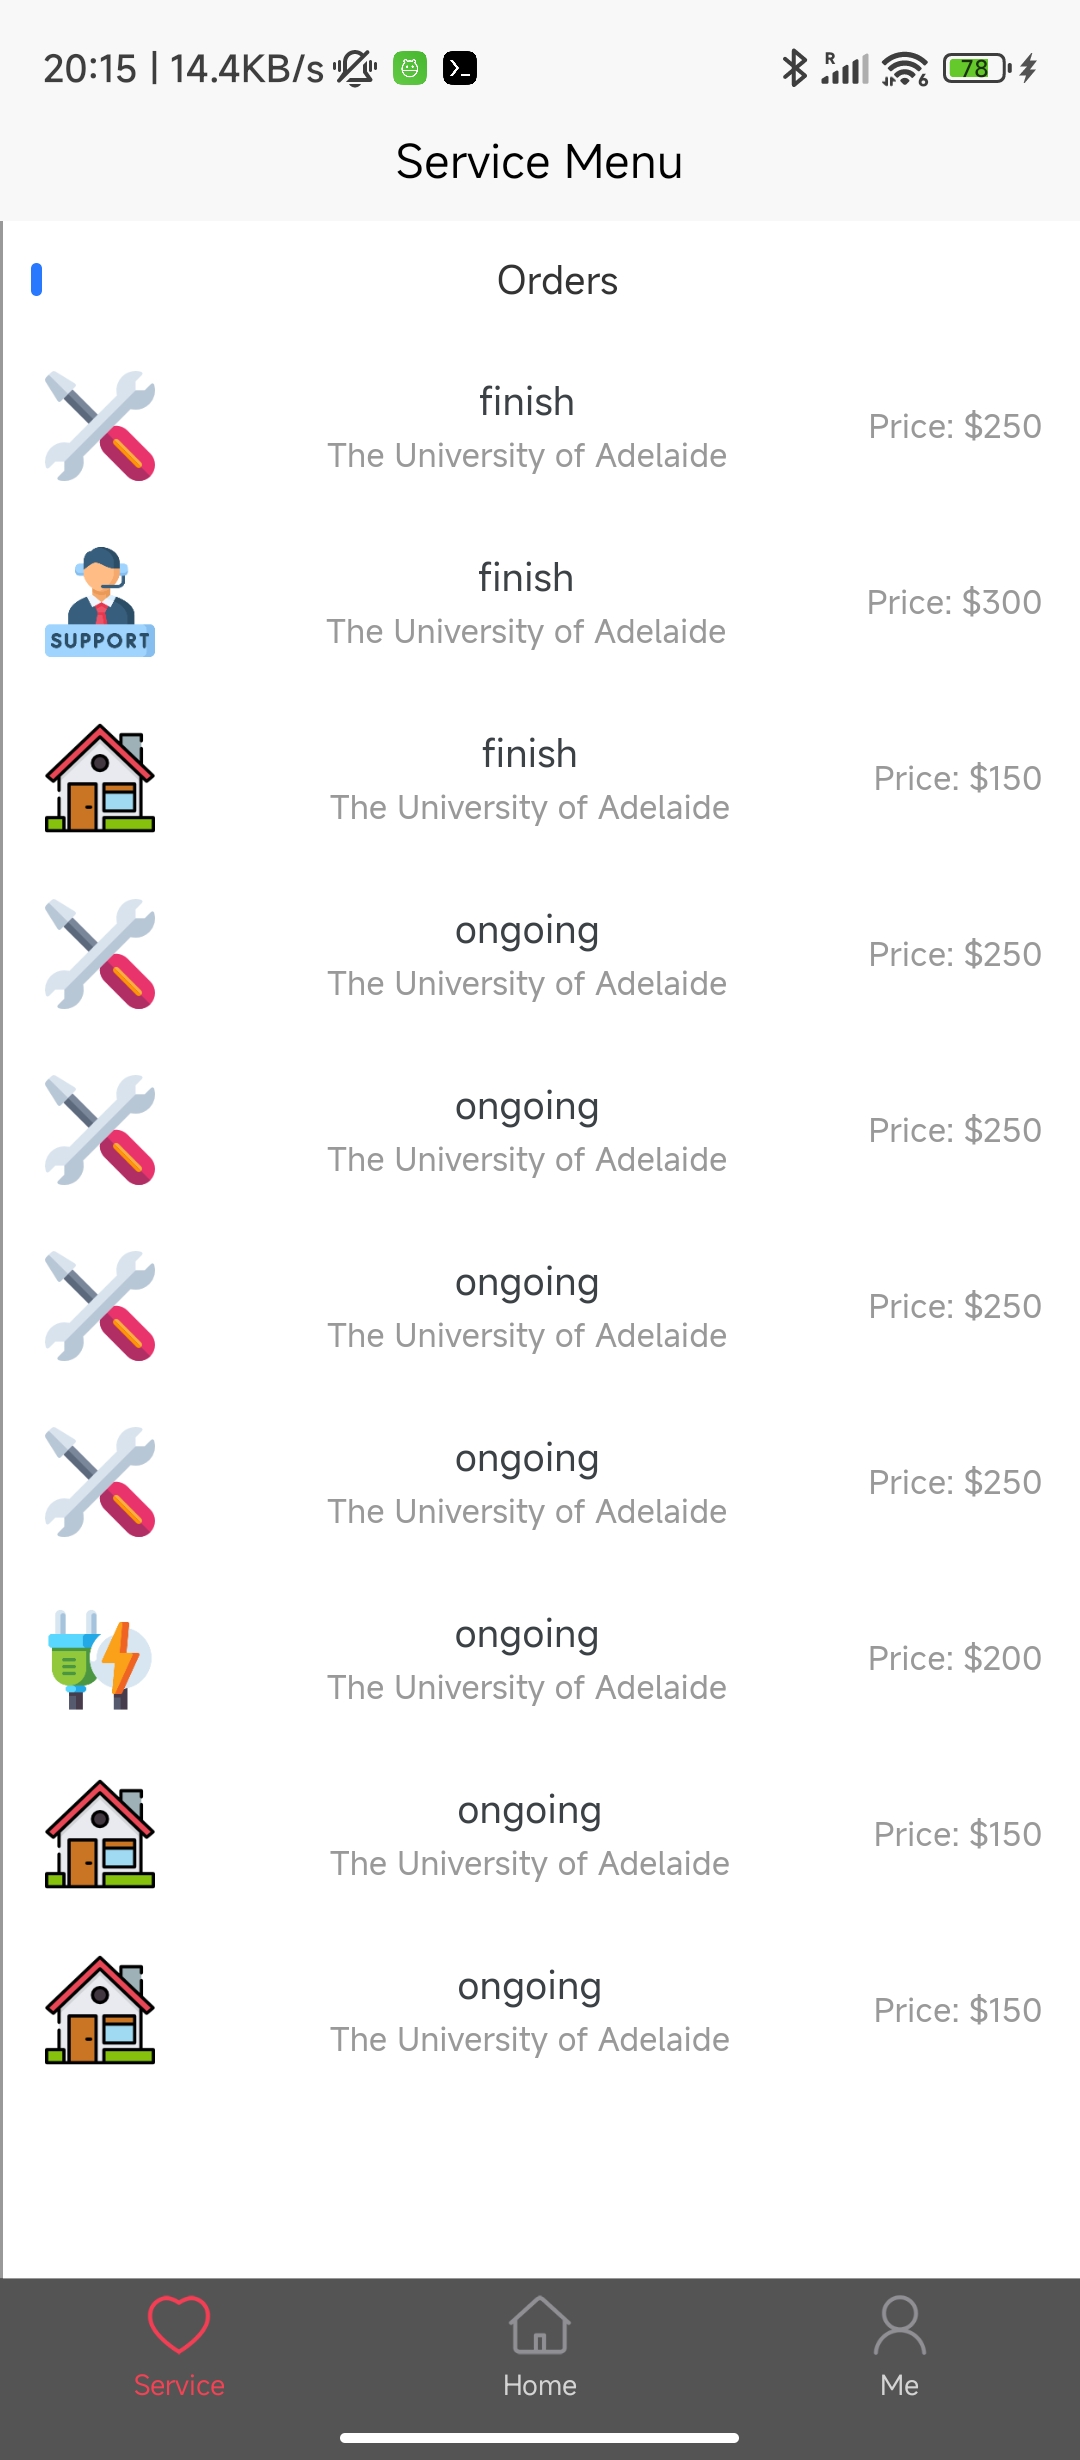 20:15 | 14.4KB/s
R
6
78
Service Menu
Orders
finish
The University of Adelaide
Price: $250
SUPPORT
finish
The University of Adelaide
Price: $300
finish
The University of Adelaide
Price: $150
ongoing
The University of Adelaide
Price: $250
ongoing
The University of Adelaide
Price: $250
ongoing
The University of Adelaide
Price: $250
ongoing
The University of Adelaide
Price: $250
ongoing
The University of Adelaide
Price: $200
ongoing
The University of Adelaide
Price: $150
ongoing
The University of Adelaide
Price: $150
Service
Home
Me